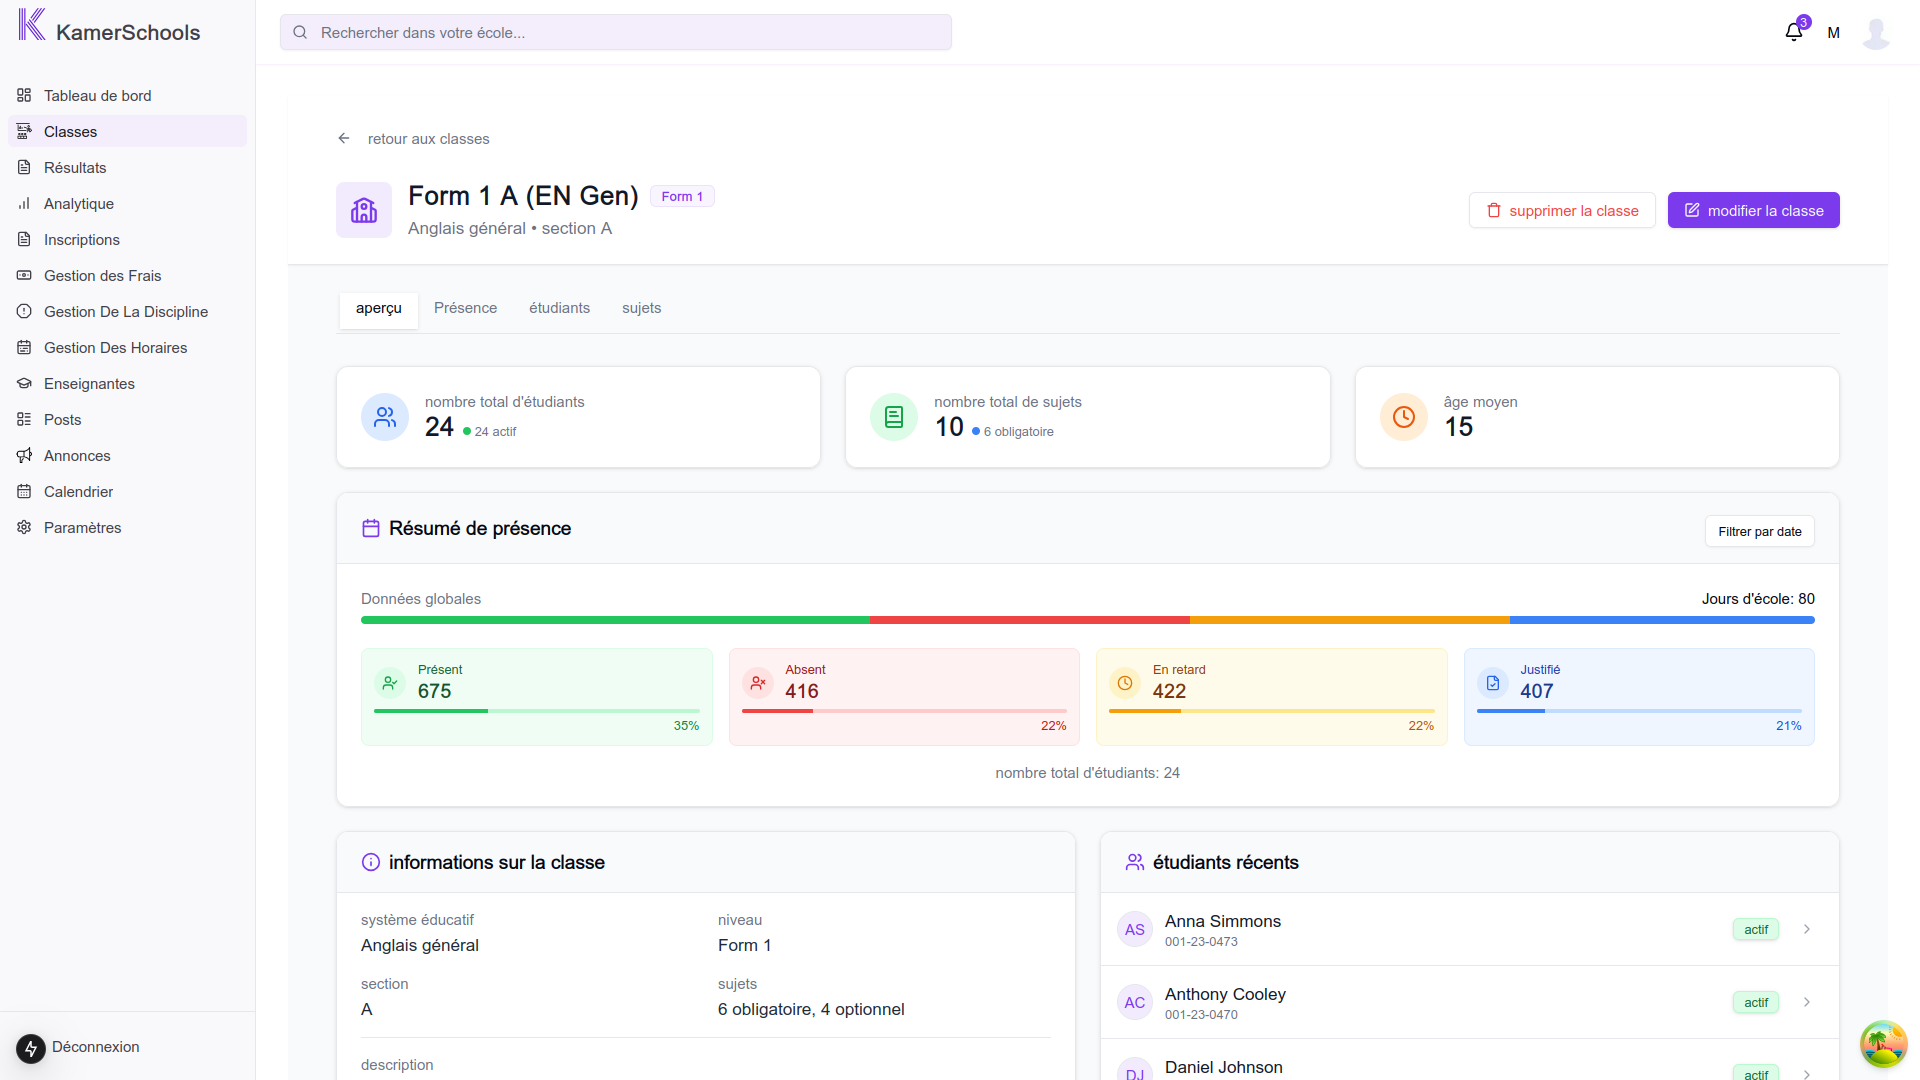 KamerSchools
Rechercher dans votre école...
3
M
Tableau de bord
Classes
Résultats
Analytique
Inscriptions
Gestion des Frais
Gestion De La Discipline
Gestion Des Horaires
Enseignantes
Posts
Annonces
Calendrier
Paramètres
Déconnexion
retour aux classes
Form 1 A (EN Gen)
Form 1
Anglais général • section A
supprimer la classe
modifier la classe
aperçu
Présence
étudiants
sujets
nombre total d'étudiants
24
24 actif
nombre total de sujets
10
6 obligatoire
âge moyen
15
Résumé de présence
Filtrer par date
Données globales
Jours d'école: 80
Présent
675
35%
Absent
416
22%
En retard
422
22%
Justifié
407
21%
nombre total d'étudiants: 24
informations sur la classe
système éducatif
Anglais général
niveau
Form 1
section
A
sujets
6 obligatoire, 4 optionnel
description
étudiants récents
AS
Anna Simmons
001-23-0473
actif
AC
Anthony Cooley
001-23-0470
actif
DJ
Daniel Johnson
actif